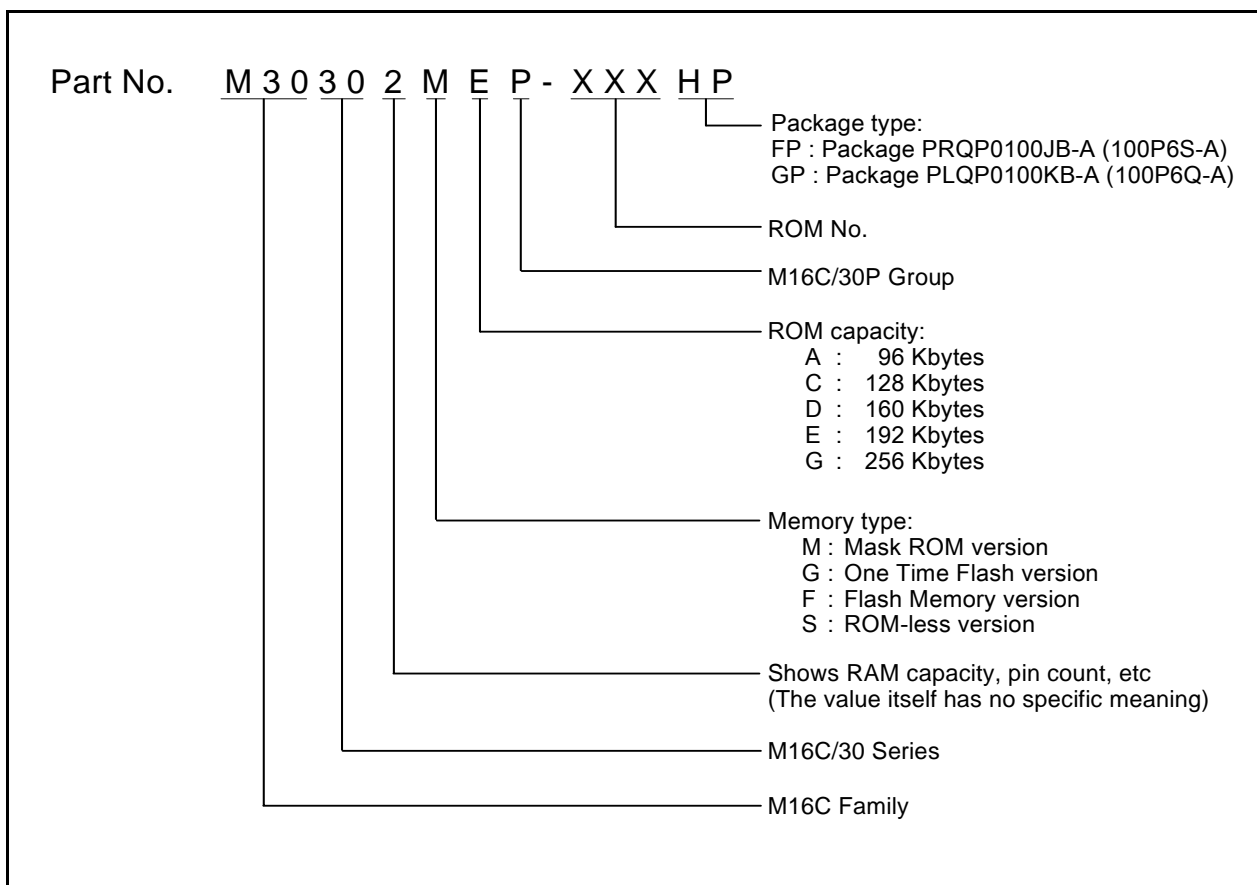 Part No. M 3 0 3 0 2 M E P - X X X H P
Package type:
FP : Package PRQP0100JB-A (100P6S-A)
GP : Package PLQP0100KB-A (100P6Q-A)
ROM No.
M16C/30P Group
ROM capacity:
A : 96 Kbytes
C : 128 Kbytes
D : 160 Kbytes
E : 192 Kbytes
G : 256 Kbytes
Memory type:
M : Mask ROM version
G : One Time Flash version
F : Flash Memory version
S : ROM-less version
Shows RAM capacity, pin count, etc
(The value itself has no specific meaning)
M16C/30 Series
M16C Family